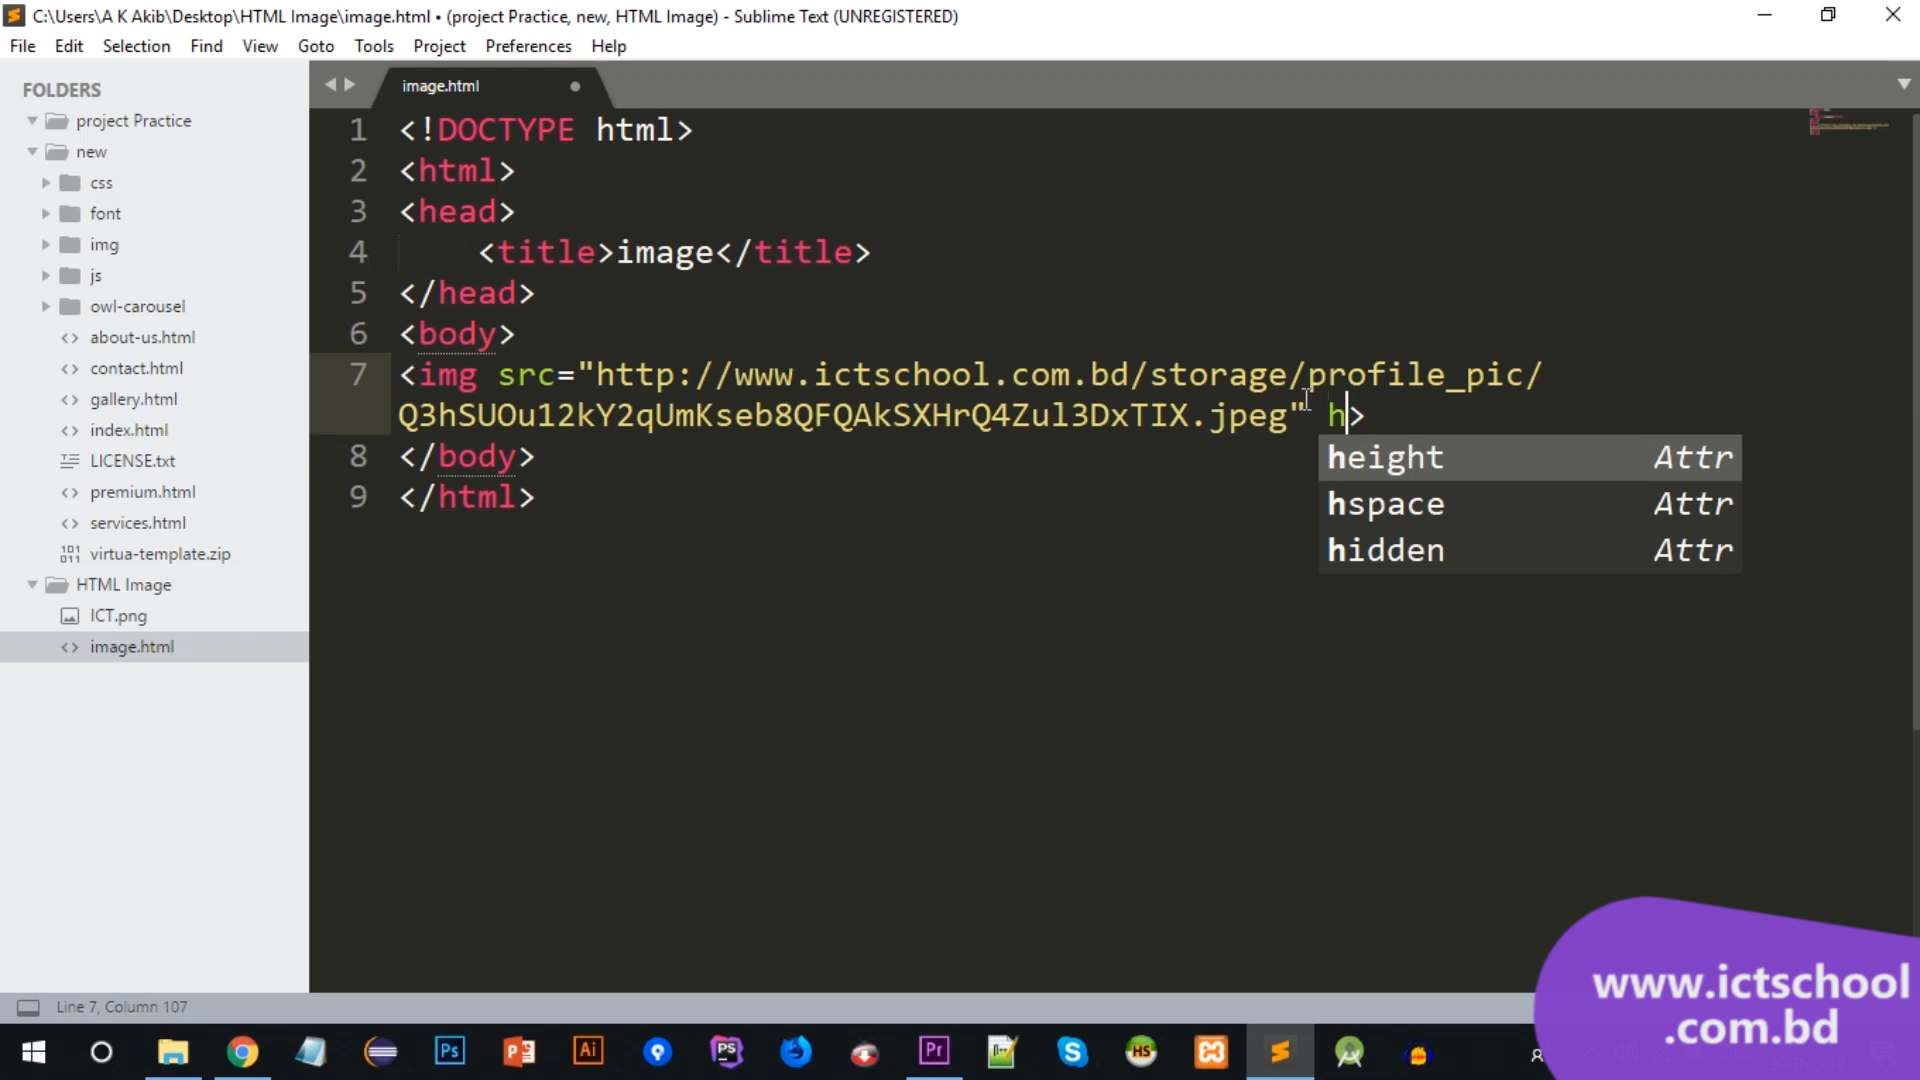 C:\Users\A K Akib\Desktop\HTML Image\image.html • (project Practice, new, HTML Image) - Sublime Text (UNREGISTERED)
File Edit Selection Find View Goto Tools Project Preferences Help
FOLDERS
project Practice
new
css
font
img
js
owl-carousel
about-us.html
contact.html
gallery.html
index.html
LICENSE.txt
premium.html
services.html
virtua-template.zip
HTML Image
ICT.png
image.html
image.html
1 <!DOCTYPE html>
2 <html>
3 <head>
4 <title>image</title>
5 </head>
6 <body>
7 <img src="http://www.ictschool.com.bd/storage/profile_pic/
Q3hSUOu12kY2qUmKseb8QFQAkSXHrQ4Zul3DxTIX.jpeg" h>
8 </body>
9 </html>
height Attr
hspace Attr
hidden Attr
Line 7, Column 107
www.ictschool
.com.bd